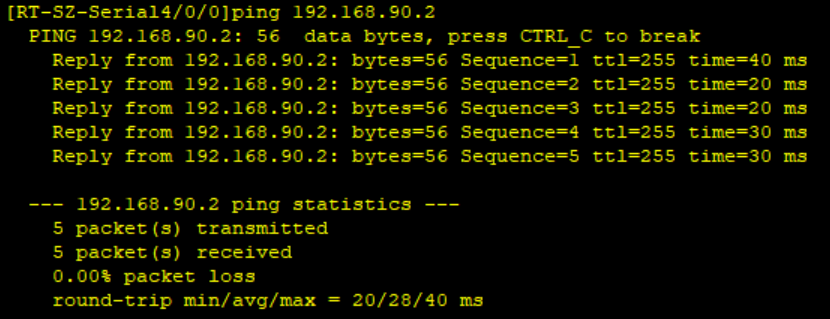 [RT-SZ-Serial4/0/0]ping 192.168.90.2
PING 192.168.90.2: 56  data bytes, press CTRL_C to break
Reply from 192.168.90.2: bytes=56 Sequence=1 ttl=255 time=40 ms
Reply from 192.168.90.2: bytes=56 Sequence=2 ttl=255 time=20 ms
Reply from 192.168.90.2: bytes=56 Sequence=3 ttl=255 time=20 ms
Reply from 192.168.90.2: bytes=56 Sequence=4 ttl=255 time=30 ms
Reply from 192.168.90.2: bytes=56 Sequence=5 ttl=255 time=30 ms
--- 192.168.90.2 ping statistics ---
5 packet(s) transmitted
5 packet(s) received
0.00% packet loss
round-trip min/avg/max = 20/28/40 ms